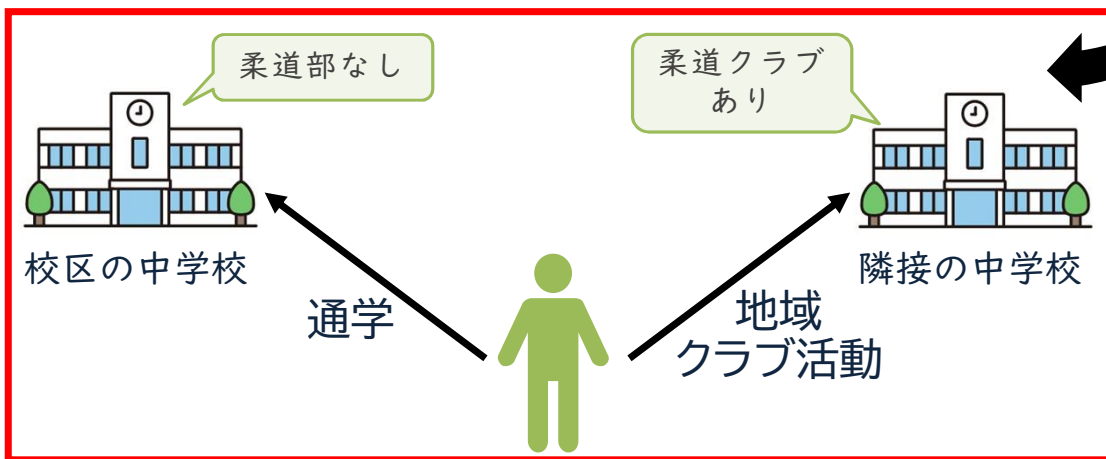 柔道部なし
柔道クラブ
あり
校区の中学校
隣接の中学校
通学
地域
クラブ活動